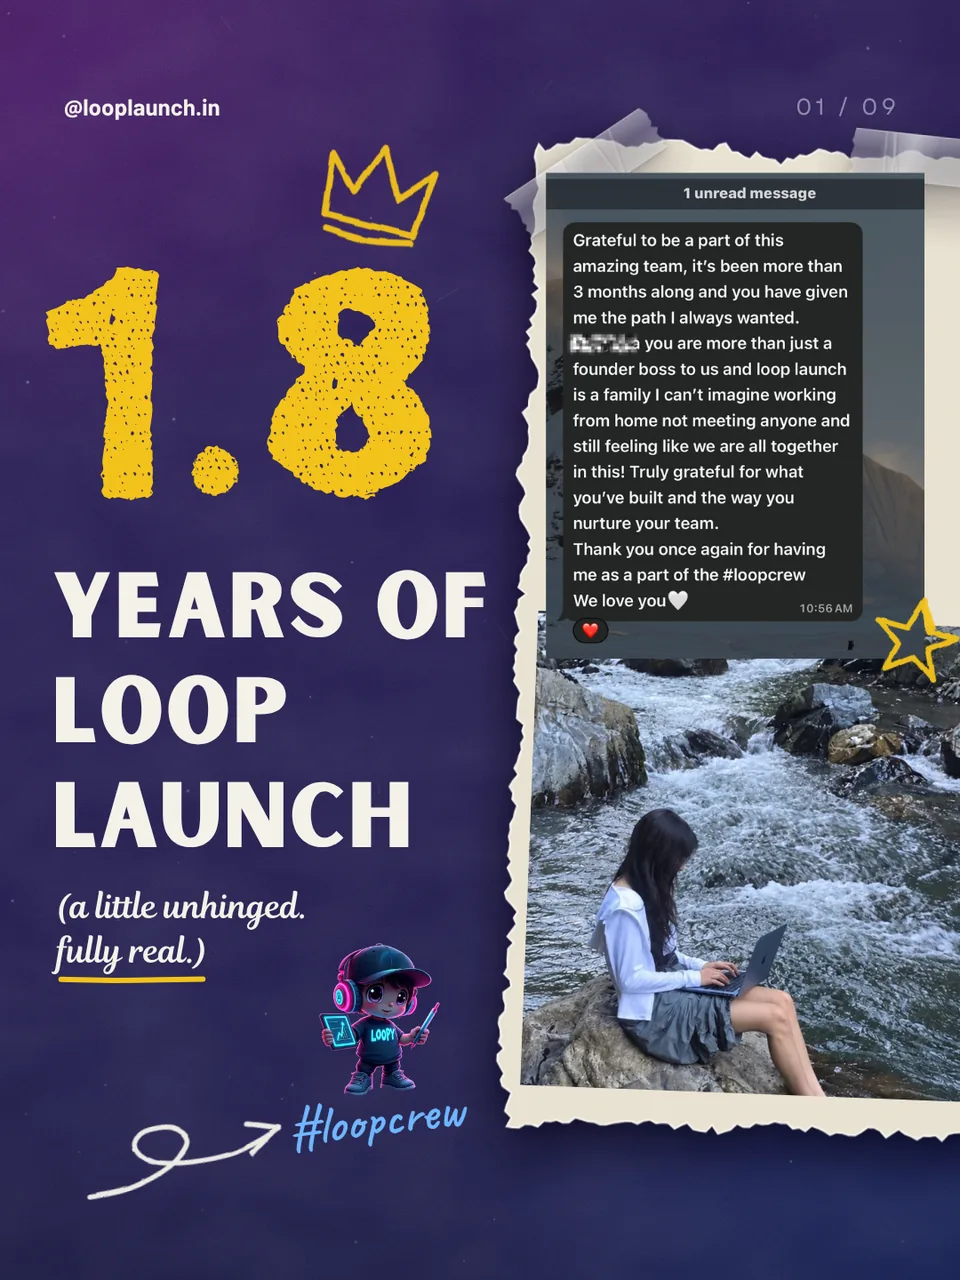 @looplaunch.in
01 / 09
1.8
YEARS OF
LOOP
LAUNCH
(a little unhinged.
fully real.)
LOOPY
#loopcrew
1 unread message
Grateful to be a part of this
amazing team, it’s been more than
3 months along and you have given
me the path I always wanted.
you are more than just a
founder boss to us and loop launch
is a family I can’t imagine working
from home not meeting anyone and
still feeling like we are all together
in this! Truly grateful for what
you’ve built and the way you
nurture your team.
Thank you once again for having
me as a part of the #loopcrew
We love you🤍
10:56 AM
❤️